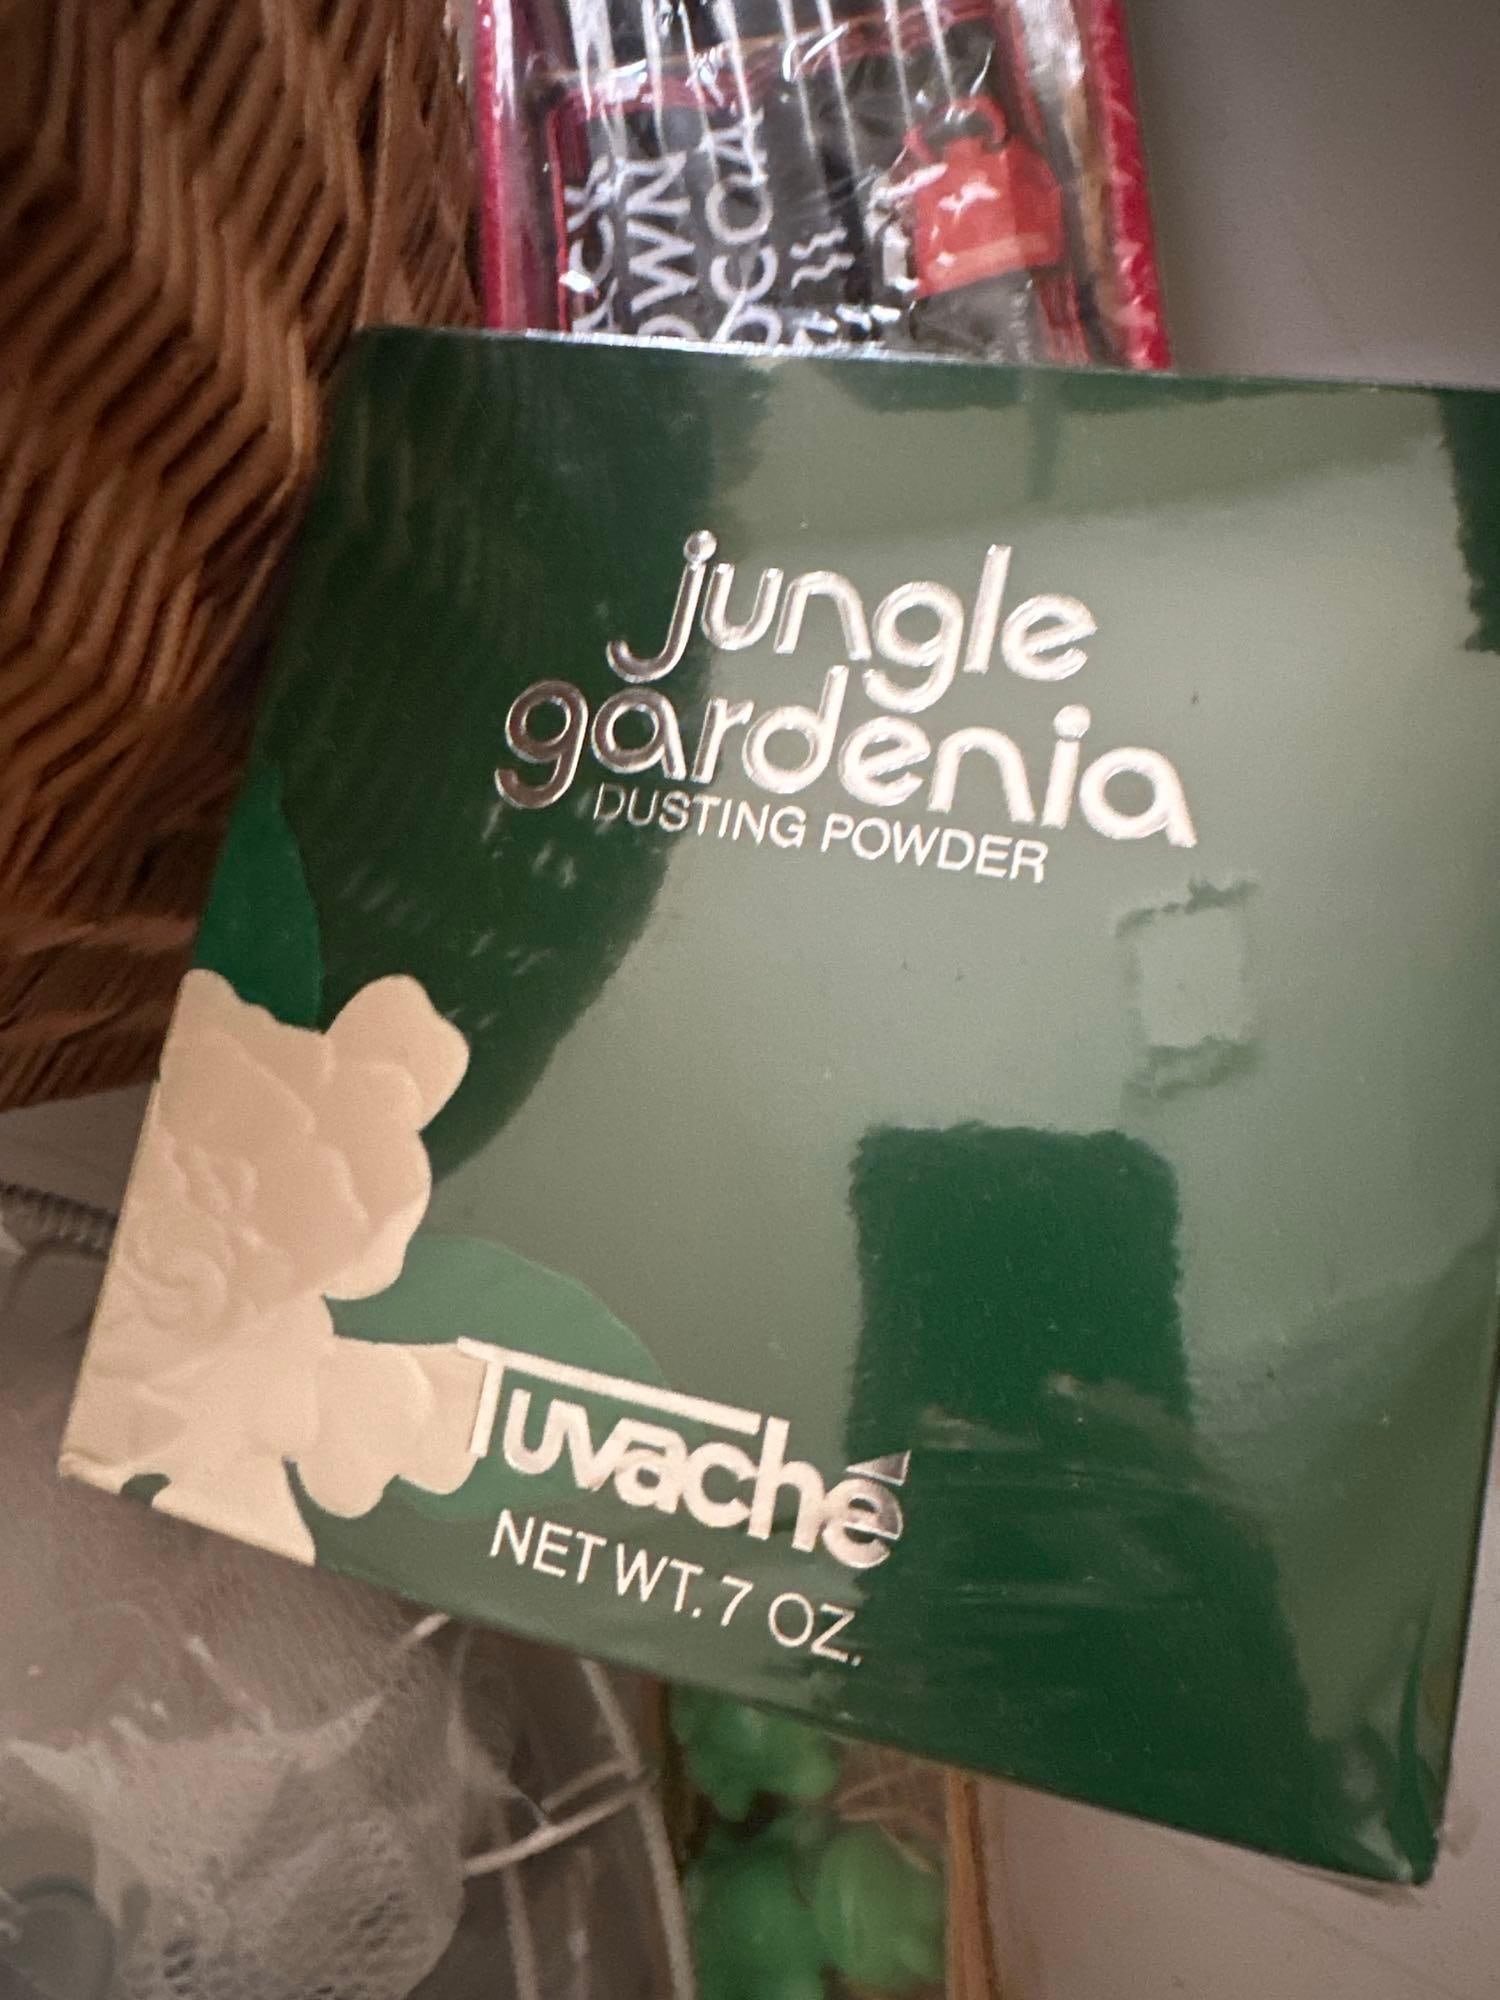 jungle
gardenia
DUSTING POWDER
Tuvaché
NET WT. 7 OZ.